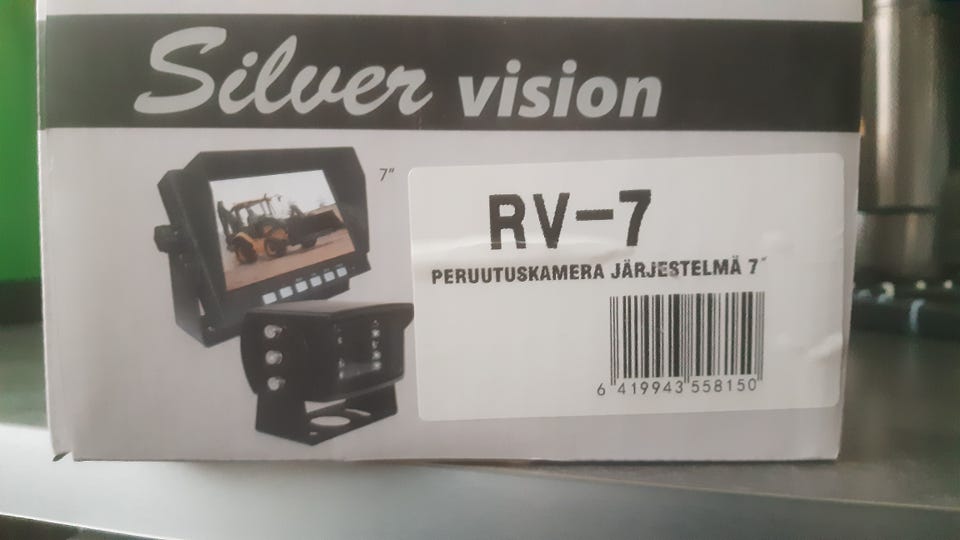 Silver vision
7"
RV-7
PERUUTUSKAMERA JÄRJESTELMÄ 7"
6 419943 558150